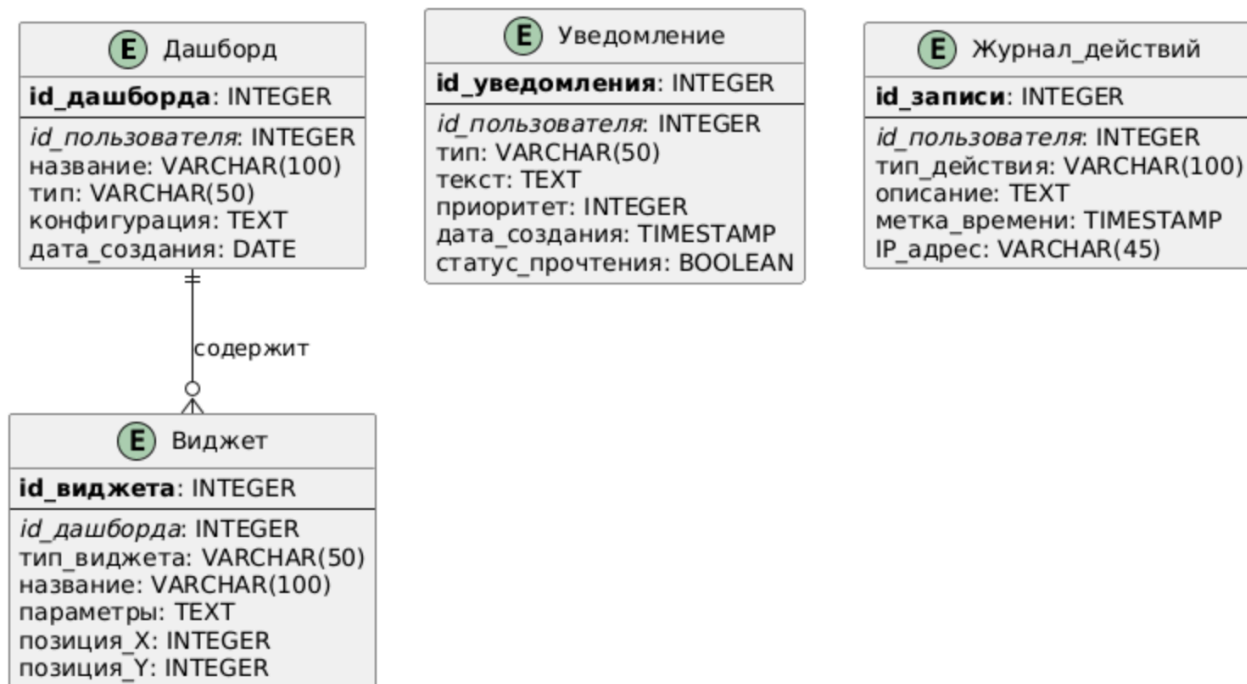 E Дашборд
id_дашборда: INTEGER
id_пользователя: INTEGER
название: VARCHAR(100)
тип: VARCHAR(50)
конфигурация: TEXT
дата_создания: DATE
E Уведомление
id_уведомления: INTEGER
id_пользователя: INTEGER
тип: VARCHAR(50)
текст: TEXT
приоритет: INTEGER
дата_создания: TIMESTAMP
статус_прочтения: BOOLEAN
E Журнал_действий
id_записи: INTEGER
id_пользователя: INTEGER
тип_действия: VARCHAR(100)
описание: TEXT
метка_времени: TIMESTAMP
IP_адрес: VARCHAR(45)
содержит
E Виджет
id_виджета: INTEGER
id_дашборда: INTEGER
тип_виджета: VARCHAR(50)
название: VARCHAR(100)
параметры: TEXT
позиция_X: INTEGER
позиция_Y: INTEGER